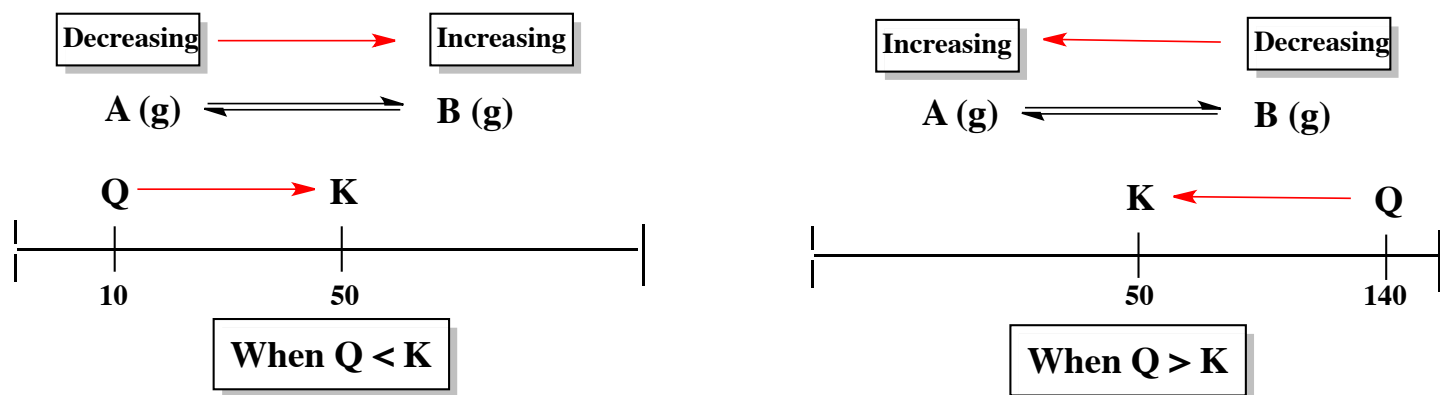 Decreasing Increasing
A (g) B (g)
Q K
10 50
When Q < K
Increasing Decreasing
A (g) B (g)
K Q
50 140
When Q > K